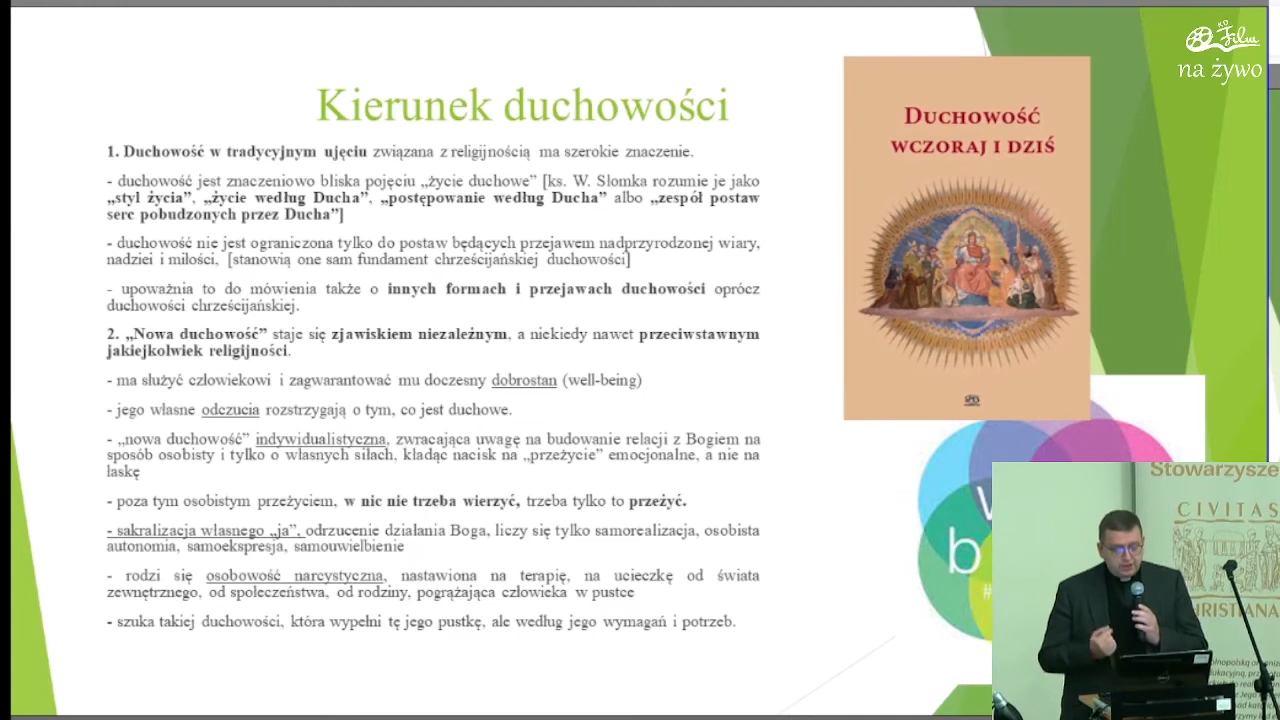 KD Film
na żywo
Kierunek duchowości
1. Duchowość w tradycyjnym ujęciu związana z religijnością ma szerokie znaczenie.
- duchowość jest znaczeniowo bliska pojęciu „życie duchowe” [ks. W. Słomka rozumie je jako
„styl życia”, „życie według Ducha”, „postępowanie według Ducha” albo „zespół postaw
serc pobudzonych przez Ducha”]
- duchowość nie jest ograniczona tylko do postaw będących przejawem nadprzyrodzonej wiary,
nadziei i miłości, [stanowią one sam fundament chrześcijańskiej duchowości]
- upoważnia to do mówienia także o innych formach i przejawach duchowości oprócz
duchowości chrześcijańskiej.
2. „Nowa duchowość” staje się zjawiskiem niezależnym, a niekiedy nawet przeciwstawnym
jakiejkolwiek religijności.
- ma służyć człowiekowi i zagwarantować mu doczesny dobrostan (well-being)
- jego własne odczucia rozstrzygają o tym, co jest duchowe.
- „nowa duchowość” indywidualistyczna, zwracająca uwagę na budowanie relacji z Bogiem na
sposób osobisty i tylko o własnych siłach, kładąc nacisk na „przeżycie” emocjonalne, a nie na
łaskę
- poza tym osobistym przeżyciem, w nic nie trzeba wierzyć, trzeba tylko to przeżyć.
- sakralizacja własnego „ja”, odrzucenie działania Boga, liczy się tylko samorealizacja, osobista
autonomia, samoekspresja, samouwielbienie
- rodzi się osobowość narcystyczna, nastawiona na terapię, na ucieczkę od świata
zewnętrznego, od społeczeństwa, od rodziny, pogrążająca człowieka w pustce
- szuka takiej duchowości, która wypełni tę jego pustkę, ale według jego wymagań i potrzeb.
Duchowość
wczoraj i dziś
SPES
b
#
Stowarzysze
CIVITAS
HRISTIANA